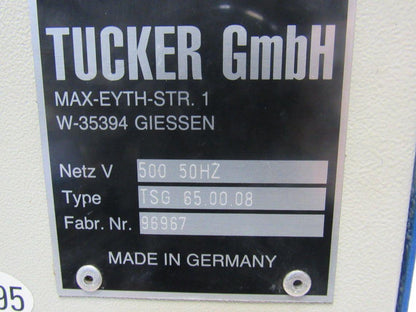 TUCKER GmbH
MAX-EYTH-STR. 1
W-35394 GIESSEN
Netz V 500 50HZ
Type TSG 65.00.08
Fabr. Nr. 96967
MADE IN GERMANY
95